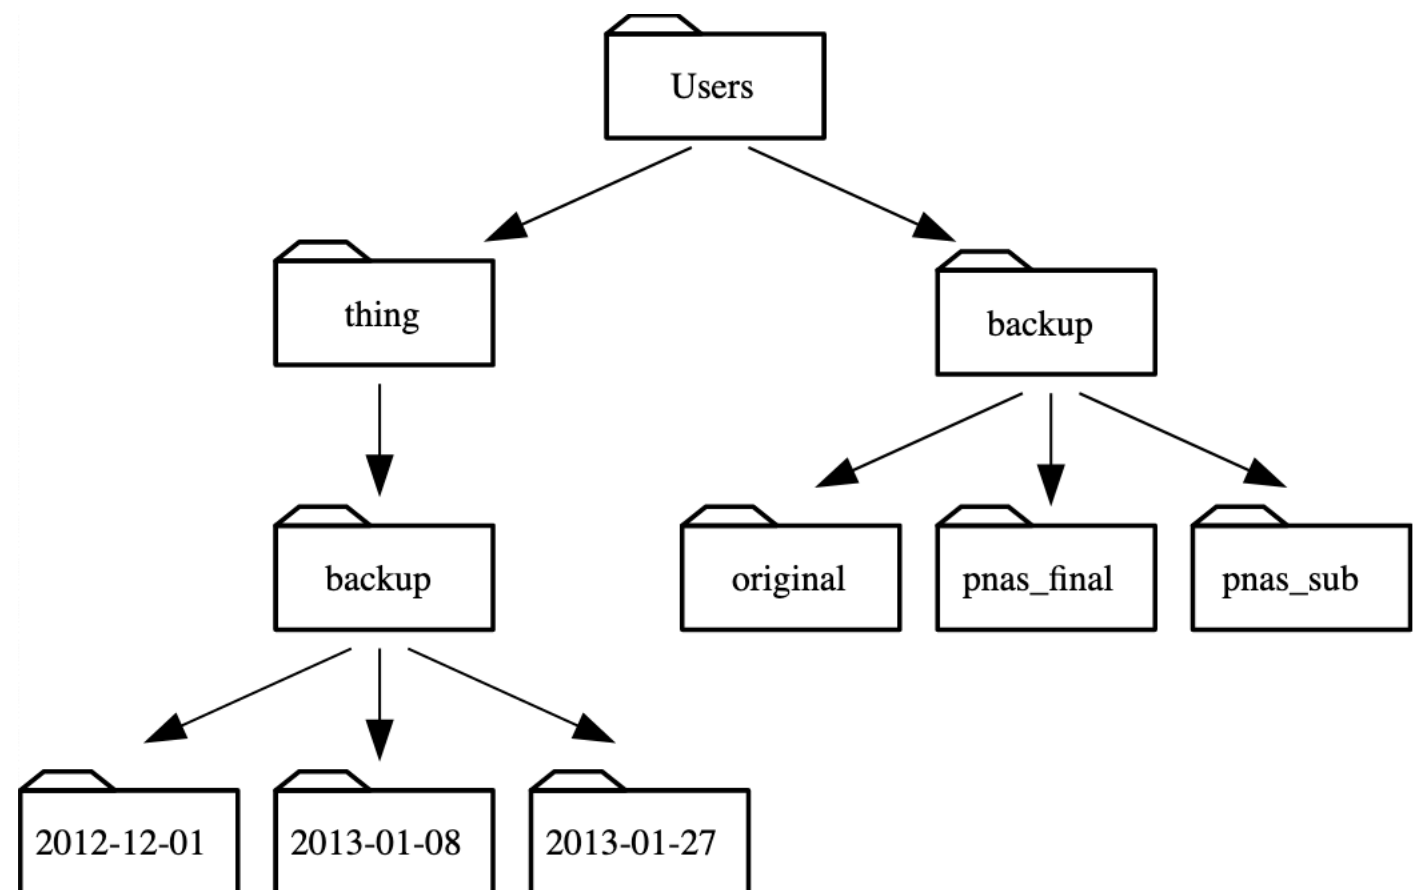 Users
thing
backup
backup
original
pnas_final
pnas_sub
2012-12-01
2013-01-08
2013-01-27